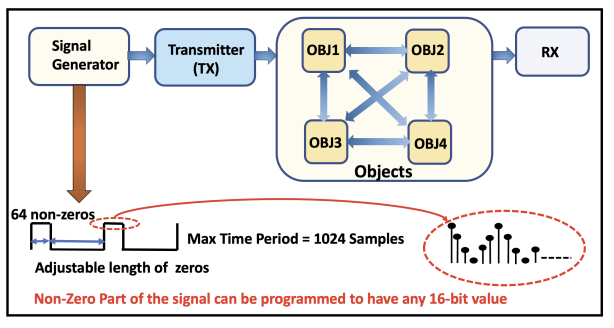 Signal
Generator
Transmitter
(TX)
OBJ1
OBJ2
OBJ3
OBJ4
Objects
RX
64 non-zeros
Max Time Period = 1024 Samples
Adjustable length of zeros
Non-Zero Part of the signal can be programmed to have any 16-bit value